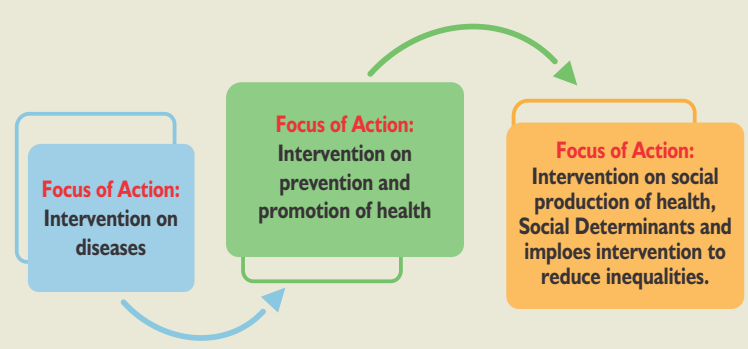 Focus of Action:
Intervention on
diseases
Focus of Action:
Intervention on
prevention and
promotion of health
Focus of Action:
Intervention on social
production of health,
Social Determinants and
imploes intervention to
reduce inequalities.